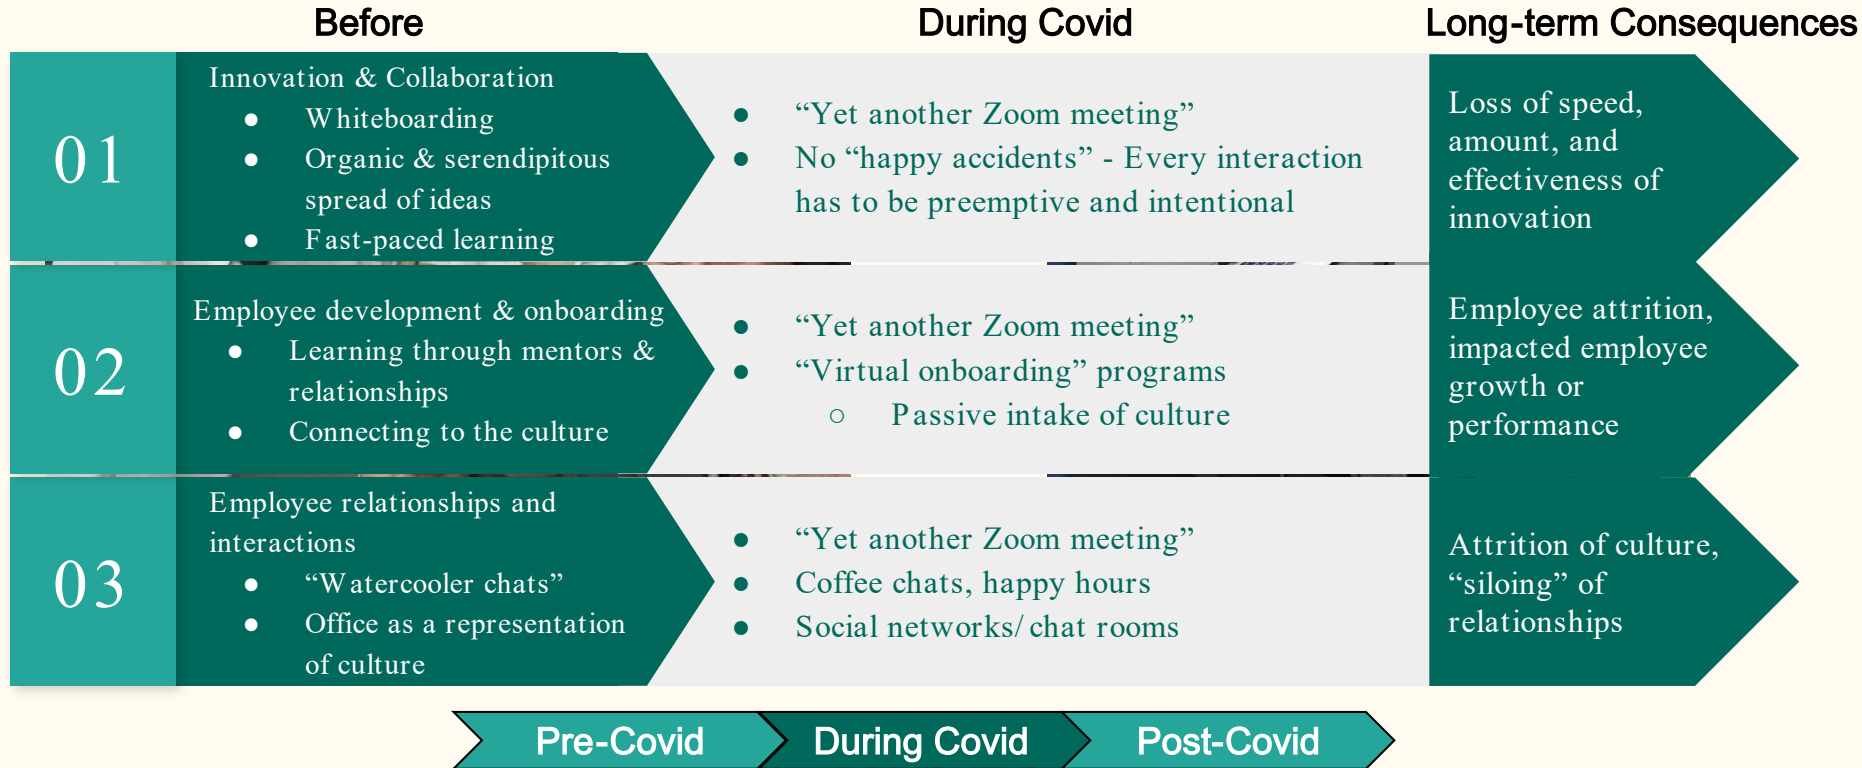 Before
During Covid
Long-term Consequences
01
Innovation & Collaboration
● Whiteboarding
● Organic & serendipitous
spread of ideas
● Fast-paced learning
● “Yet another Zoom meeting”
● No “happy accidents” - Every interaction
has to be preemptive and intentional
Loss of speed,
amount, and
effectiveness of
innovation
02
Employee development & onboarding
● Learning through mentors &
relationships
● Connecting to the culture
● “Yet another Zoom meeting”
● “Virtual onboarding” programs
○ Passive intake of culture
Employee attrition,
impacted employee
growth or
performance
03
Employee relationships and
interactions
● “Watercooler chats”
● Office as a representation
of culture
● “Yet another Zoom meeting”
● Coffee chats, happy hours
● Social networks/ chat rooms
Attrition of culture,
“siloing” of
relationships
Pre-Covid
During Covid
Post-Covid